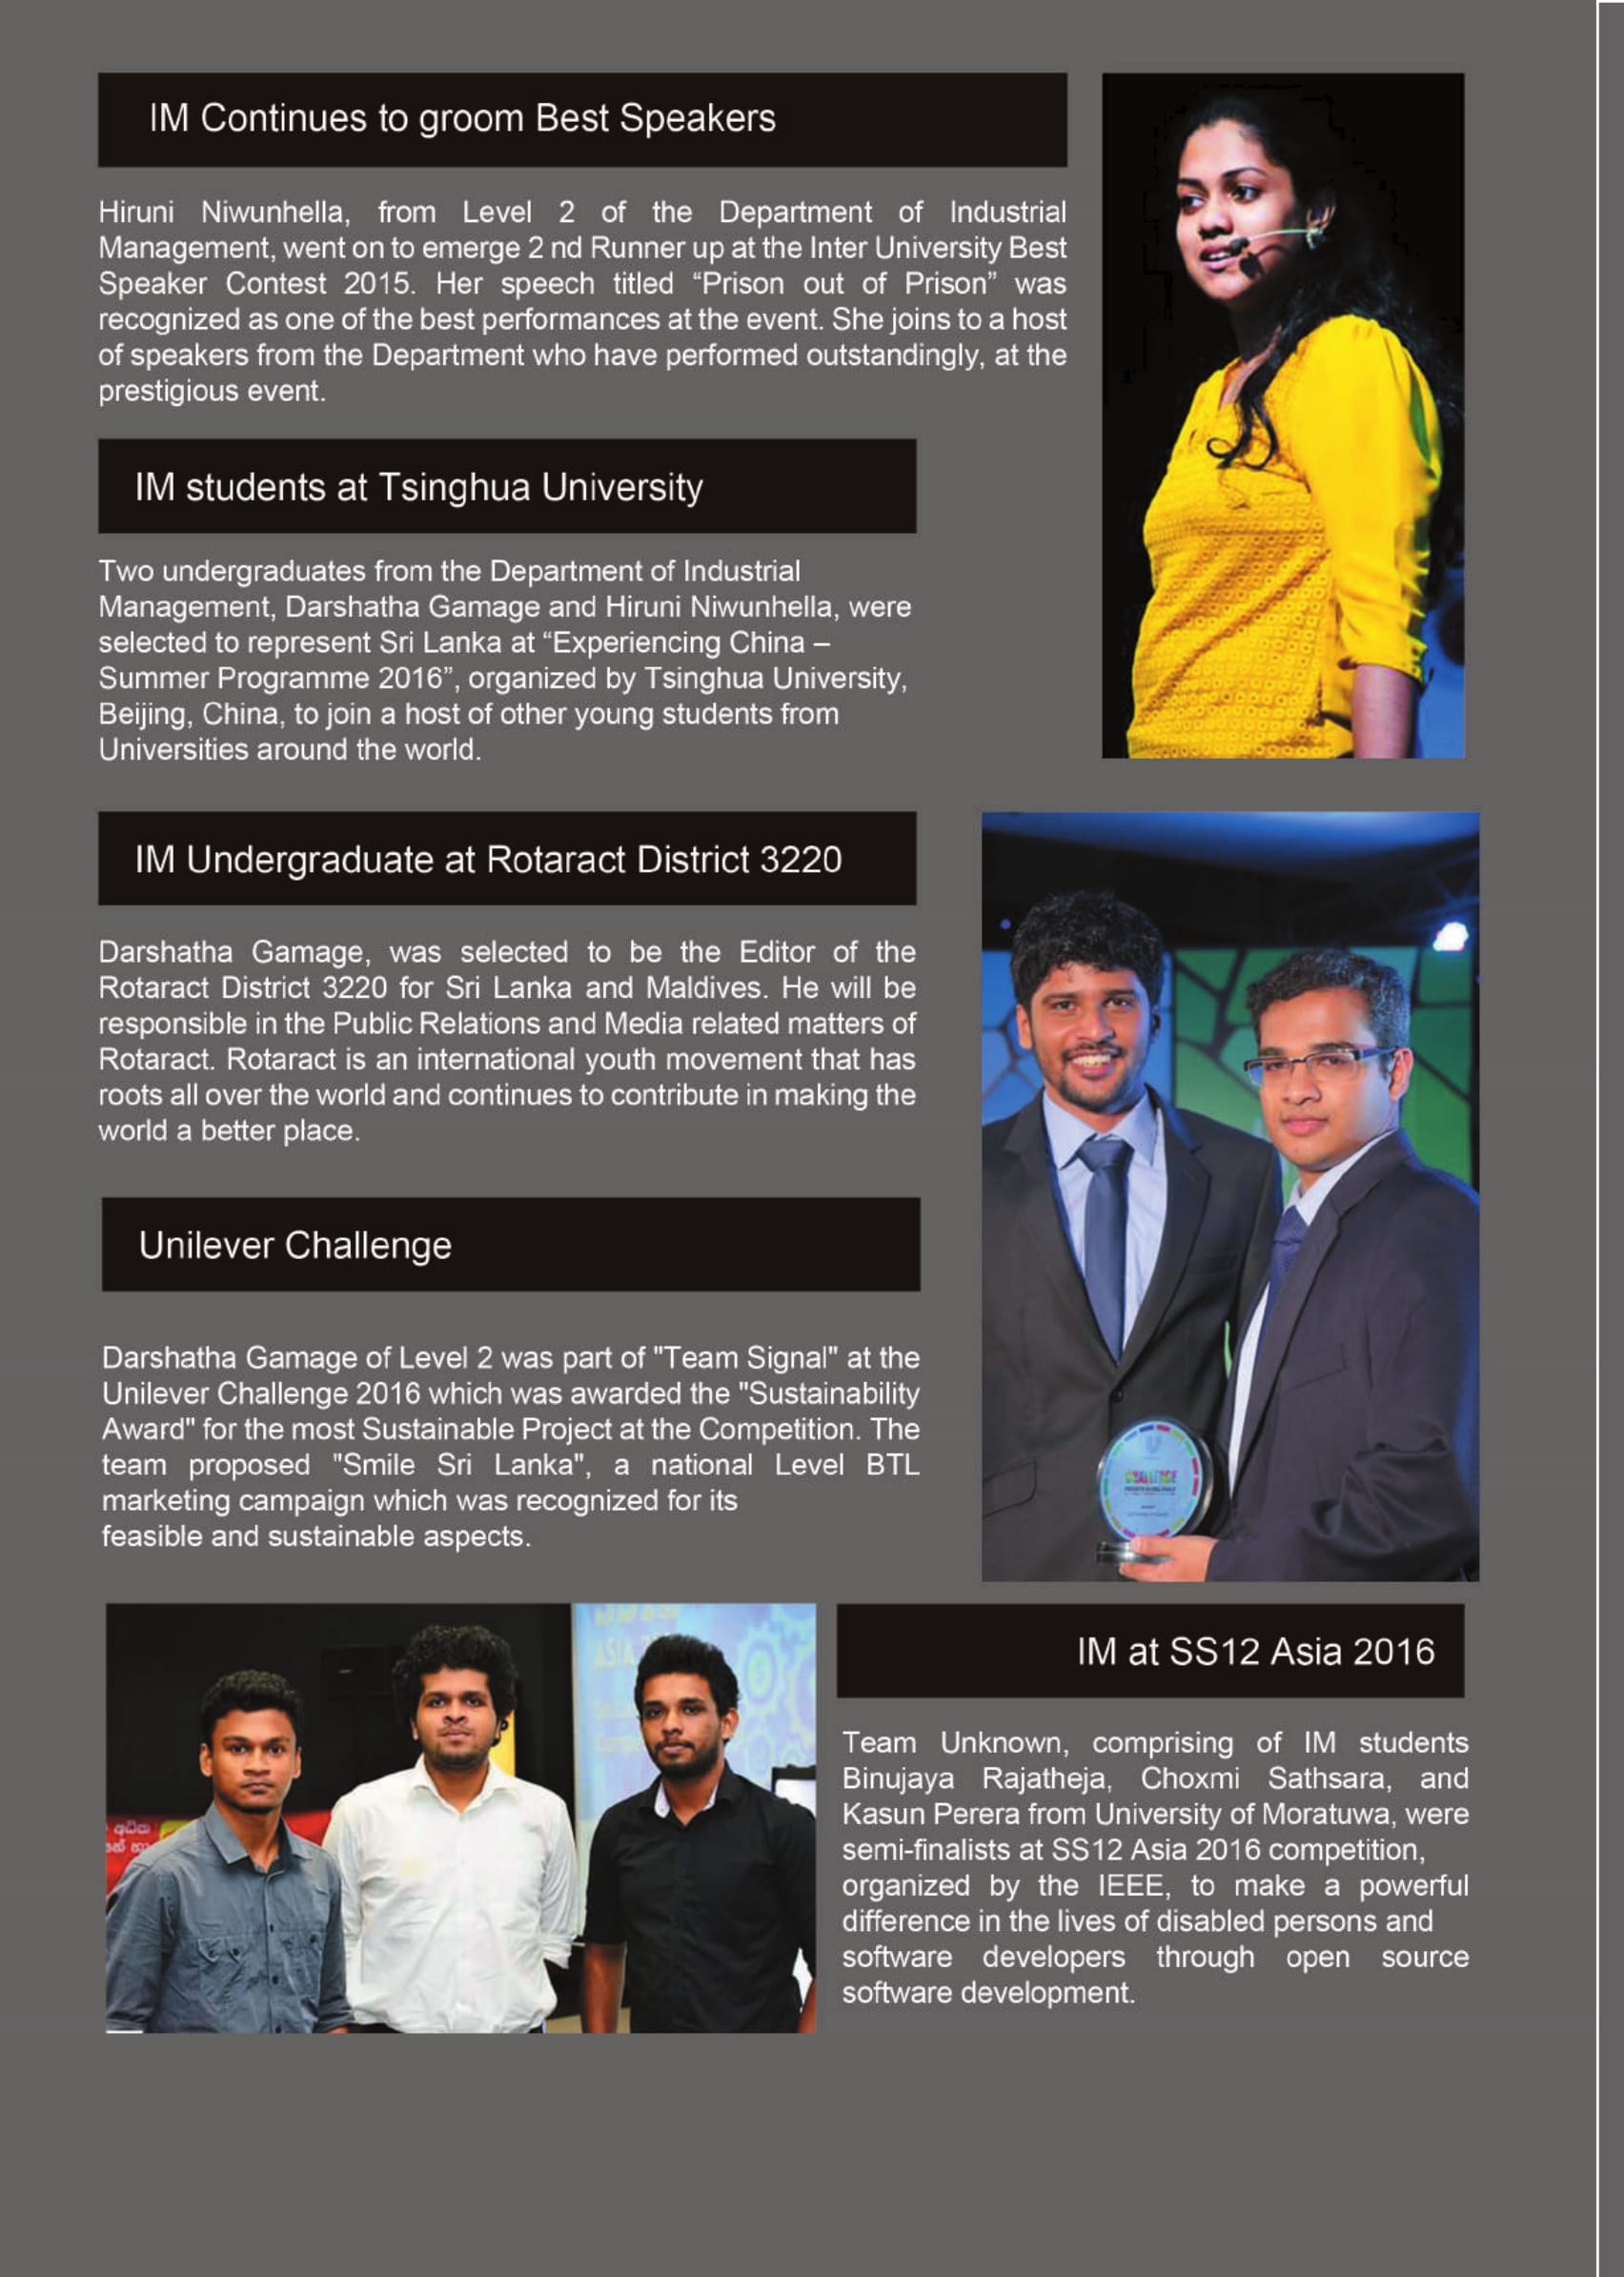 IM Continues to groom Best Speakers
Hiruni Niwunhella, from Level 2 of the Department of Industrial
Management, went on to emerge 2 nd Runner up at the Inter University Best
Speaker Contest 2015. Her speech titled “Prison out of Prison” was
recognized as one of the best performances at the event. She joins to a host
of speakers from the Department who have performed outstandingly, at the
prestigious event.
IM students at Tsinghua University
Two undergraduates from the Department of Industrial
Management, Darshatha Gamage and Hiruni Niwunhella, were
selected to represent Sri Lanka at “Experiencing China –
Summer Programme 2016”, organized by Tsinghua University,
Beijing, China, to join a host of other young students from
Universities around the world.
IM Undergraduate at Rotaract District 3220
Darshatha Gamage, was selected to be the Editor of the
Rotaract District 3220 for Sri Lanka and Maldives. He will be
responsible in the Public Relations and Media related matters of
Rotaract. Rotaract is an international youth movement that has
roots all over the world and continues to contribute in making the
world a better place.
Unilever Challenge
Darshatha Gamage of Level 2 was part of "Team Signal" at the
Unilever Challenge 2016 which was awarded the "Sustainability
Award" for the most Sustainable Project at the Competition. The
team proposed "Smile Sri Lanka", a national Level BTL
marketing campaign which was recognized for its
feasible and sustainable aspects.
CHALLENGE
ASIA
අධික
IM at SS12 Asia 2016
Team Unknown, comprising of IM students
Binujaya Rajatheja, Choxmi Sathsara, and
Kasun Perera from University of Moratuwa, were
semi-finalists at SS12 Asia 2016 competition,
organized by the IEEE, to make a powerful
difference in the lives of disabled persons and
software developers through open source
software development.